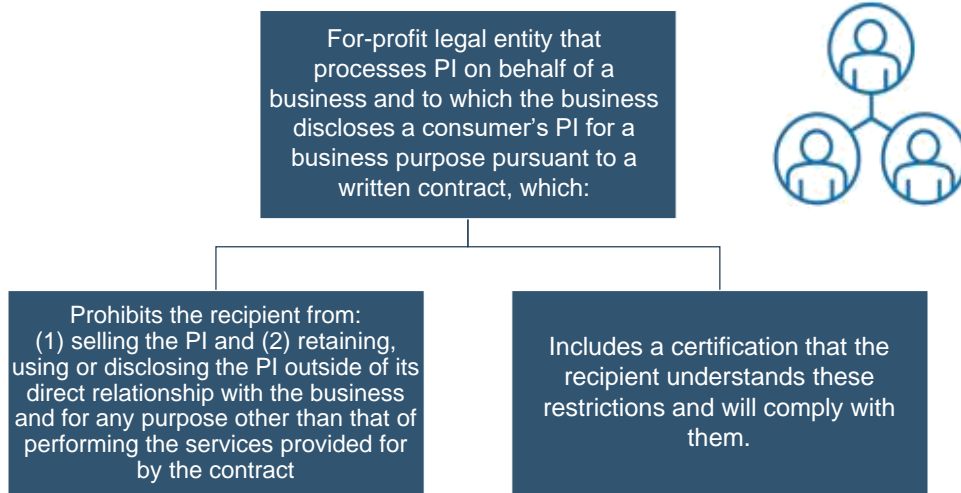 For-profit legal entity that
processes PI on behalf of a
business and to which the business
discloses a consumer’s PI for a
business purpose pursuant to a
written contract, which:
Prohibits the recipient from:
(1) selling the PI and (2) retaining,
using or disclosing the PI outside of its
direct relationship with the business
and for any purpose other than that of
performing the services provided for
by the contract
Includes a certification that the
recipient understands these
restrictions and will comply with
them.